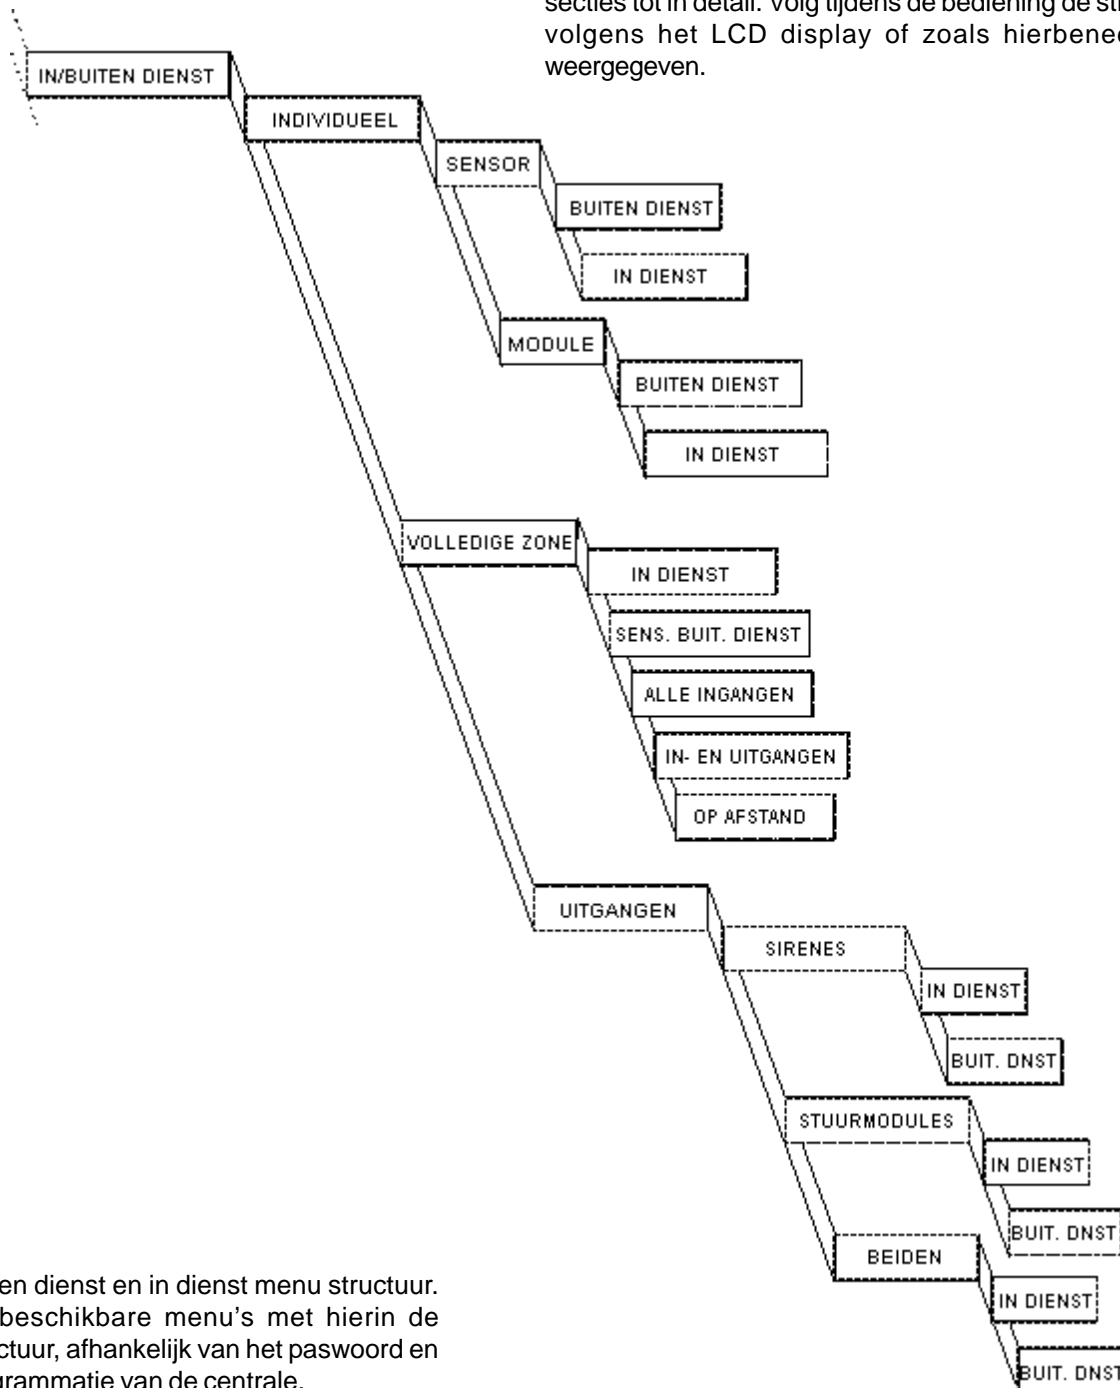 secties tot in detail. Volg tijdens de bediening de
volgens het LCD display of zoals
weergegeven.
IN/BUITEN DIENST
INDIVIDUEEL
SENSOR
BUITEN DIENST
IN DIENST
MODULE
BUITEN DIENST
IN DIENST
VOLLEDIGE ZONE
IN DIENST
SENS. BUIT. DIENST
ALLE INGANGEN
IN- EN UITGANGEN
OP AFSTAND
UITGANGEN
SIRENES
IN DIENST
BUIT. DNST
STUURMODULES
IN DIENST
BUIT. DNST
BEIDEN
IN DIENST
BUIT. DNST
en dienst en in dienst menu structuur.
beschikbare menu's met hierin de
ctuur, afhankelijk van het paswoord en
grammatie van de centrale.